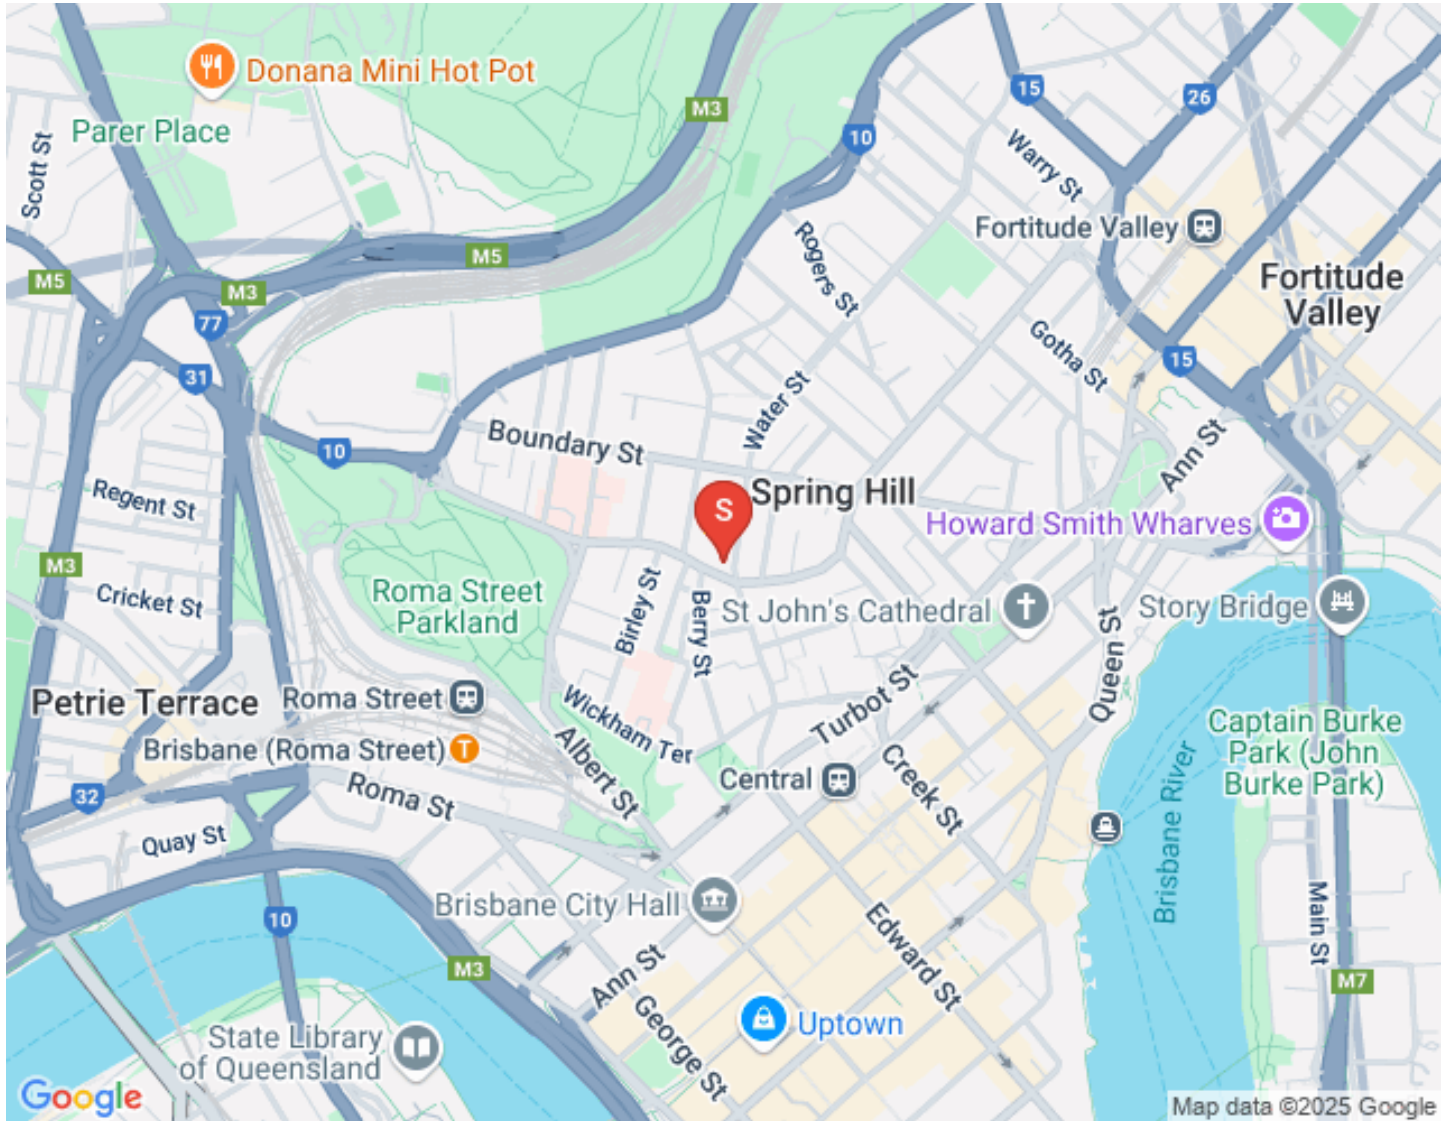 15
26
M3
Donana Mini Hot Pot
Parer Place
10
Warry St
Scott St
Fortitude Valley
Rogers St
M5
Fortitude
Valley
M5
M3
77
Gotha St
15
31
Water St
Boundary St
10
Ann St
Regent St
S
Spring Hill
Howard Smith Wharves
M3
Roma Street
Parkland
Cricket St
Birley St
Berry St
St John's Cathedral
Story Bridge
Queen St
Petrie Terrace
Roma Street
Wickham Ter
Turbot St
Captain Burke
Park (John
Burke Park)
Brisbane (Roma Street)
T
Albert St
Central
Creek St
32
Roma St
Quay St
Brisbane River
10
Brisbane City Hall
Edward St
Main St
M3
Ann St
M7
George St
Uptown
State Library
of Queensland
Google
Map data ©2025 Google